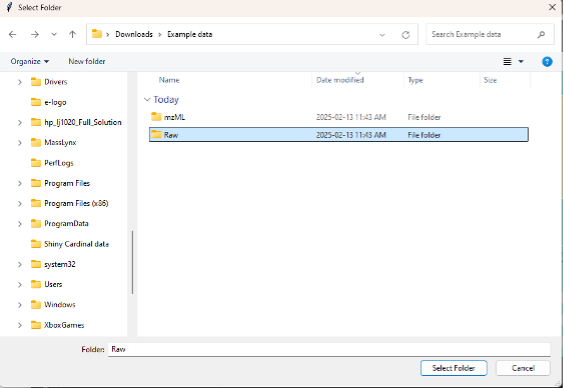 Select Folder
Downloads > Example data
Search Example data
Organize
New folder
Name
Date modified
Type
Size
Drivers
e-logo
hp_lj1020_Full_Solution
MassLynx
PerfLogs
Program Files
Program Files (x86)
ProgramData
Shiny Cardinal data
system32
Users
Windows
XboxGames
Today
mzML 2025-02-13 11:43 AM File folder
Raw 2025-02-13 11:43 AM File folder
Folder: Raw
Select Folder
Cancel